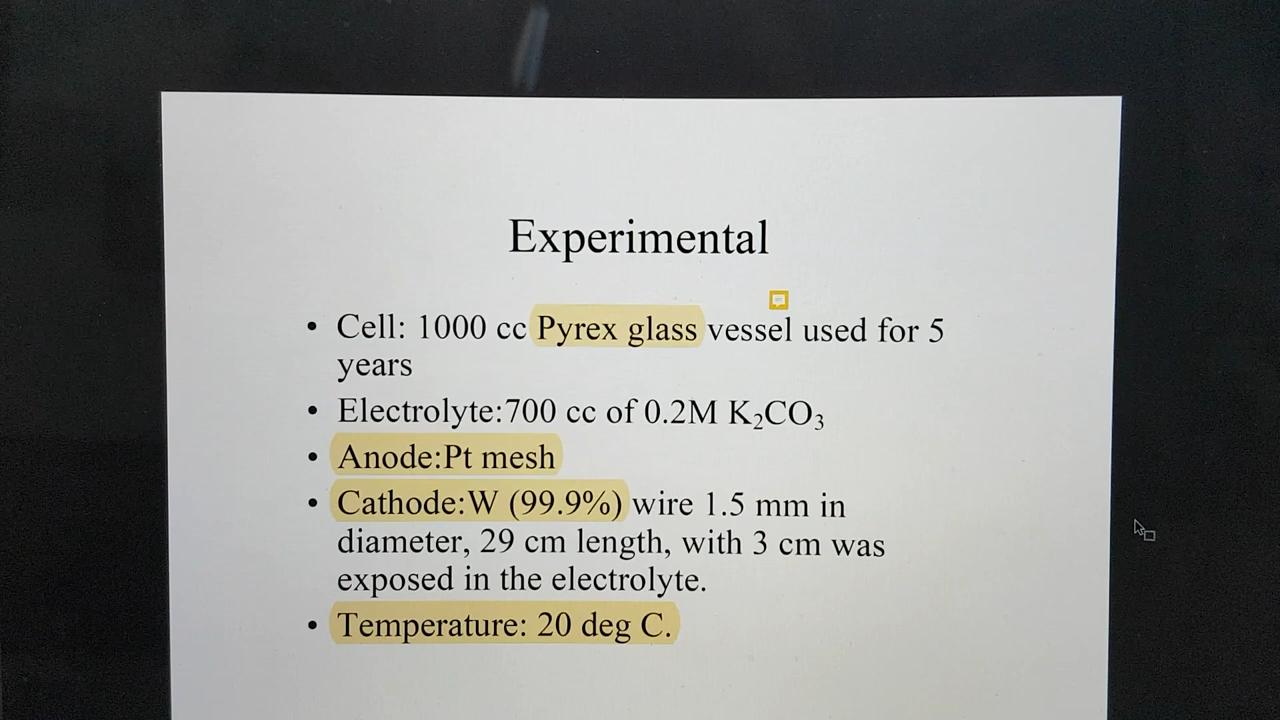 Experimental
• Cell: 1000 cc Pyrex glass vessel used for 5
years
• Electrolyte:700 cc of 0.2M K₂CO₃
• Anode:Pt mesh
• Cathode:W (99.9%) wire 1.5 mm in
diameter, 29 cm length, with 3 cm was
exposed in the electrolyte.
• Temperature: 20 deg C.